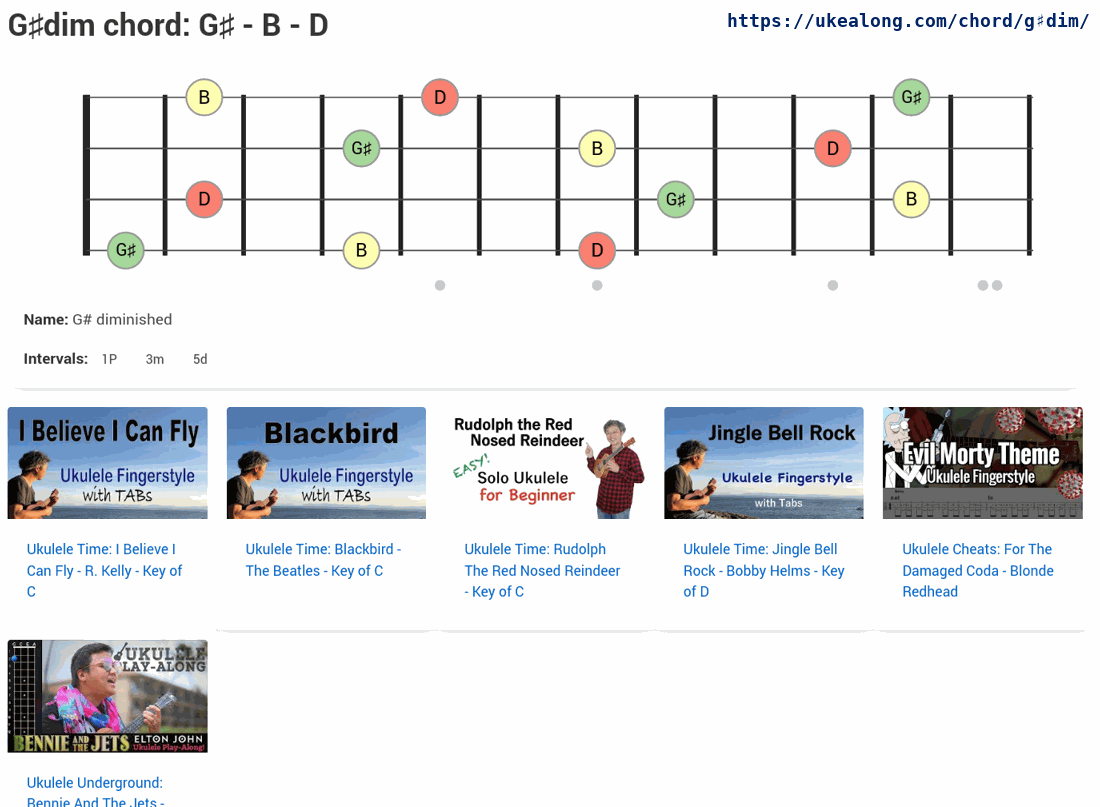 G♯dim chord: G♯ - B - D
https://ukealong.com/chord/g♯dim/
B D G♯
G♯ B D
D G♯ B
G♯ B D
Name: G# diminished
Intervals: 1P 3m 5d
I Believe I Can Fly
Ukulele Fingerstyle
with TABs
Blackbird
Ukulele Fingerstyle
with TABs
Rudolph the Red
Nosed Reindeer
EASY!
Solo Ukulele
for Beginner
Jingle Bell Rock
Ukulele Fingerstyle
with Tabs
Evil Morty Theme
Ukulele Fingerstyle
Ukulele Time: I Believe I
Can Fly - R. Kelly - Key of
C
Ukulele Time: Blackbird -
The Beatles - Key of C
Ukulele Time: Rudolph
The Red Nosed Reindeer
- Key of C
Ukulele Time: Jingle Bell
Rock - Bobby Helms - Key
of D
Ukulele Cheats: For The
Damaged Coda - Blonde
Redhead
G C E A
UKULELE
PLAY-ALONG
BENNIE AND THE JETS
ELTON JOHN
Ukulele Play-Along!
Ukulele Underground:
Bennie And The Jets -